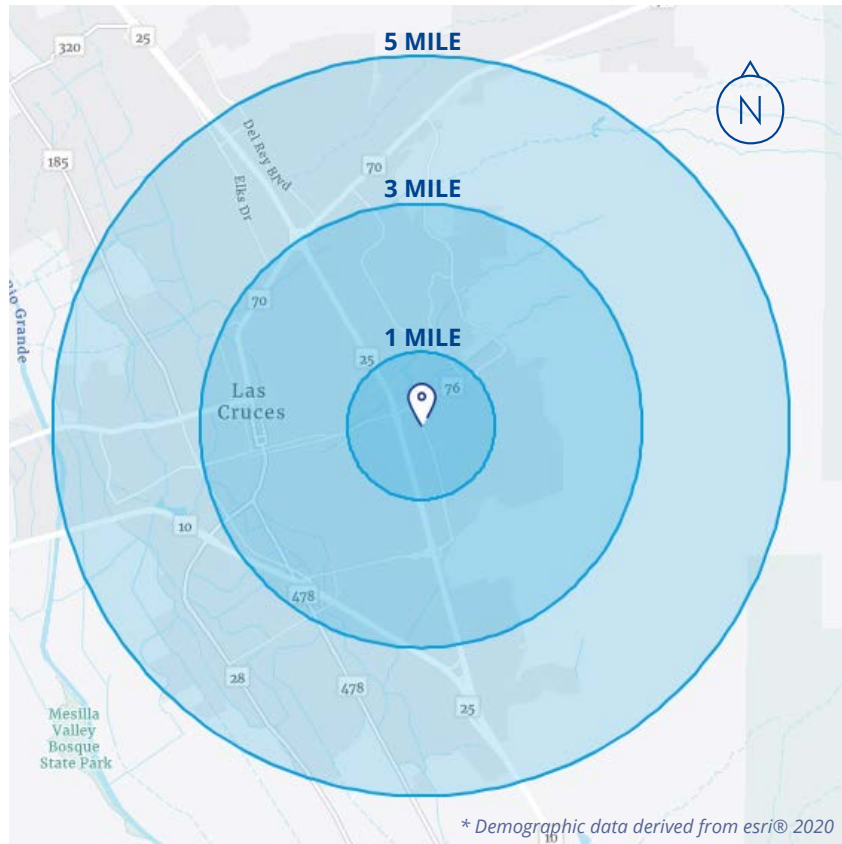 5 MILE
320
25
N
Del Rey Blvd
70
185
Elks Dr
3 MILE
Grande
70
1 MILE
25
76
Las
Cruces
10
478
28
478
25
Mesilla
Valley
Bosque
State Park
* Demographic data derived from esri® 2020
10